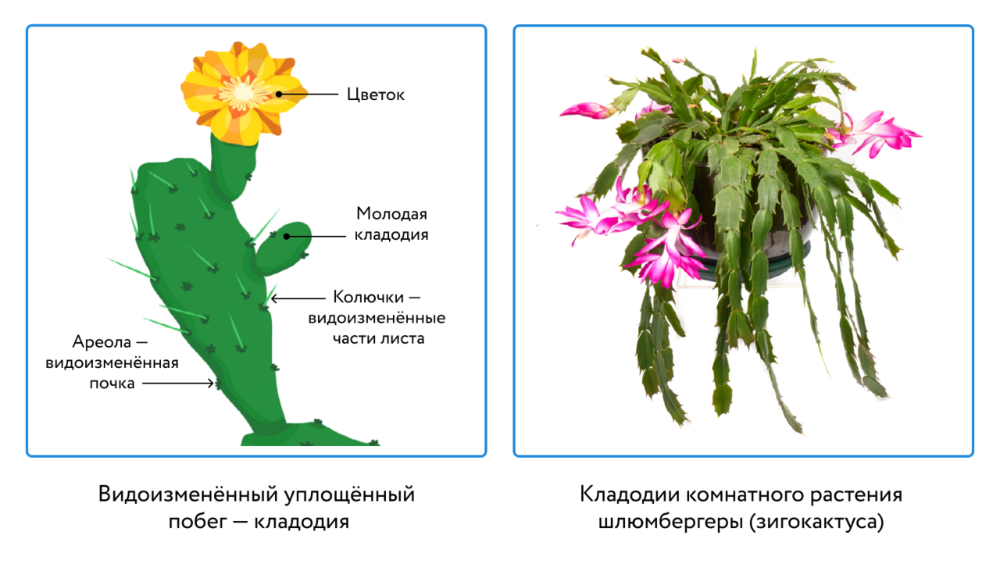 Цветок
Молодая
кладодия
Колючки —
видоизменённые
части листа
Ареола —
видоизменённая
почка
Видоизменённый уплощённый
побег — кладодия
Кладодии комнатного растения
шлюмбергеры (зигокактуса)